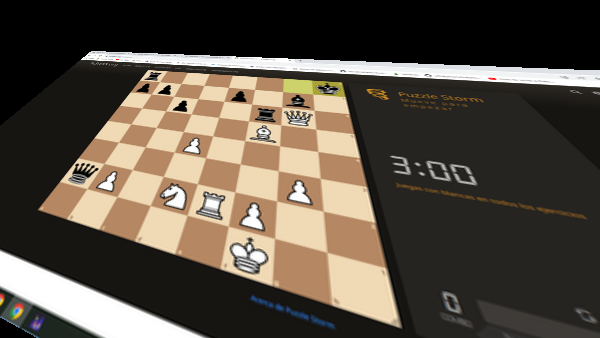 Puzzle Storm
Mueve para
empezar
3:00
Juegas con blancas en todos los ejercicios
0
COMBO
Acerca de Puzzle Storm